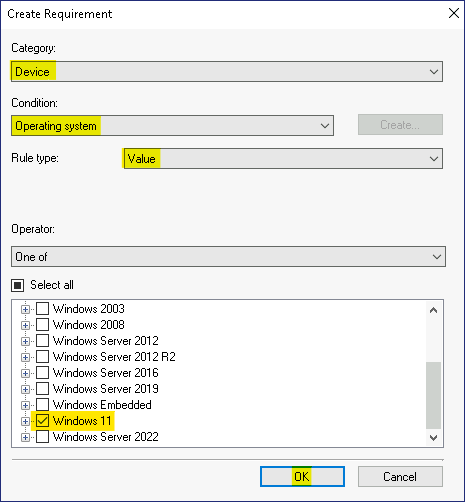 Create Requirement
Category:
Device
Condition:
Operating system
Create...
Rule type:
Value
Operator:
One of
Select all
Windows 2003
Windows 2008
Windows Server 2012
Windows Server 2012 R2
Windows Server 2016
Windows Server 2019
Windows Embedded
Windows 11
Windows Server 2022
OK
Cancel